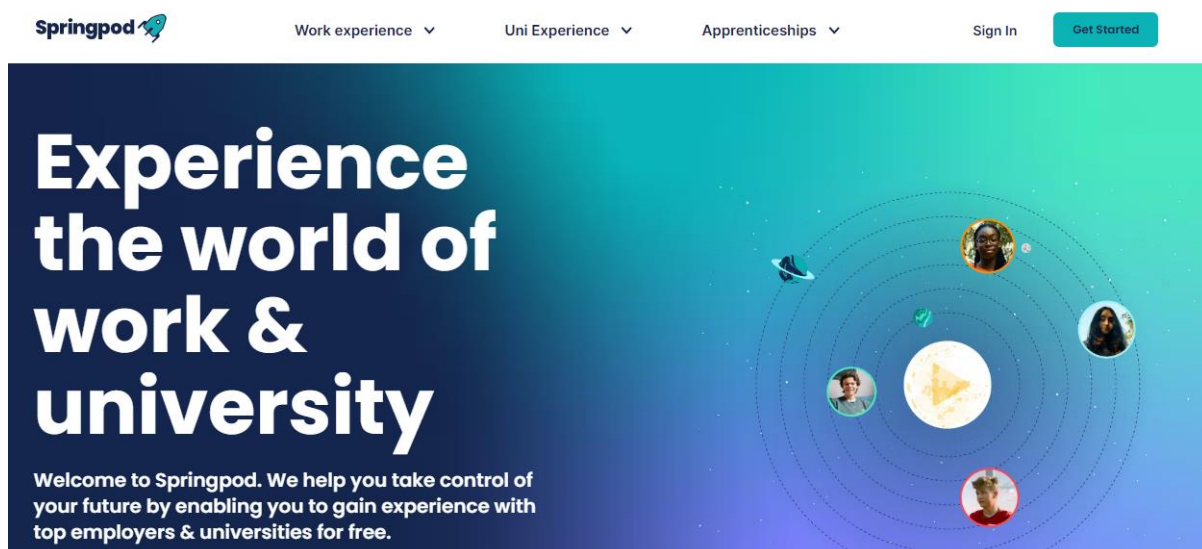 Springpod
Work experience
Uni Experience
Apprenticeships
Sign In
Get Started
Experience
the world of
work &
university
Welcome to Springpod. We help you take control of
your future by enabling you to gain experience with
top employers & universities for free.